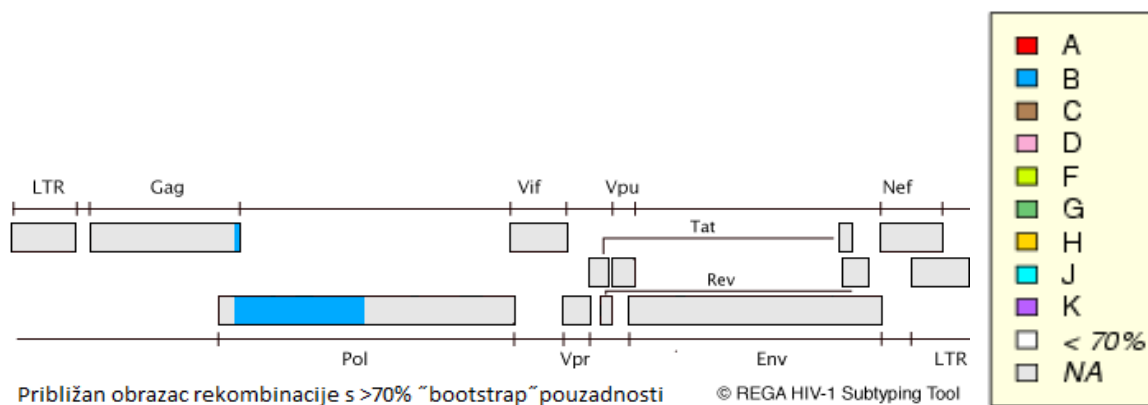 LTR
Gag
Vif
Vpu
Nef
Tat
Rev
Pol
Vpr
Env
LTR
Približan obrazac rekombinacije s >70% ˝bootstrap˝pouzadnosti
© REGA HIV-1 Subtyping Tool
A
B
C
D
F
G
H
J
K
< 70%
NA